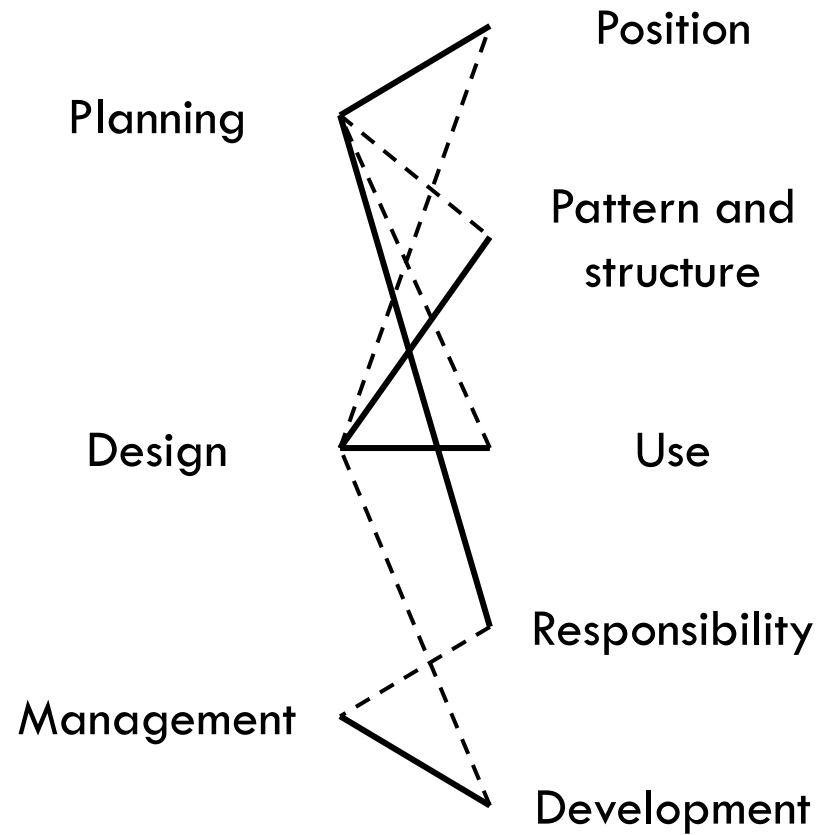 Position
Planning
Pattern and
structure
Design
Use
Responsibility
Management
Development